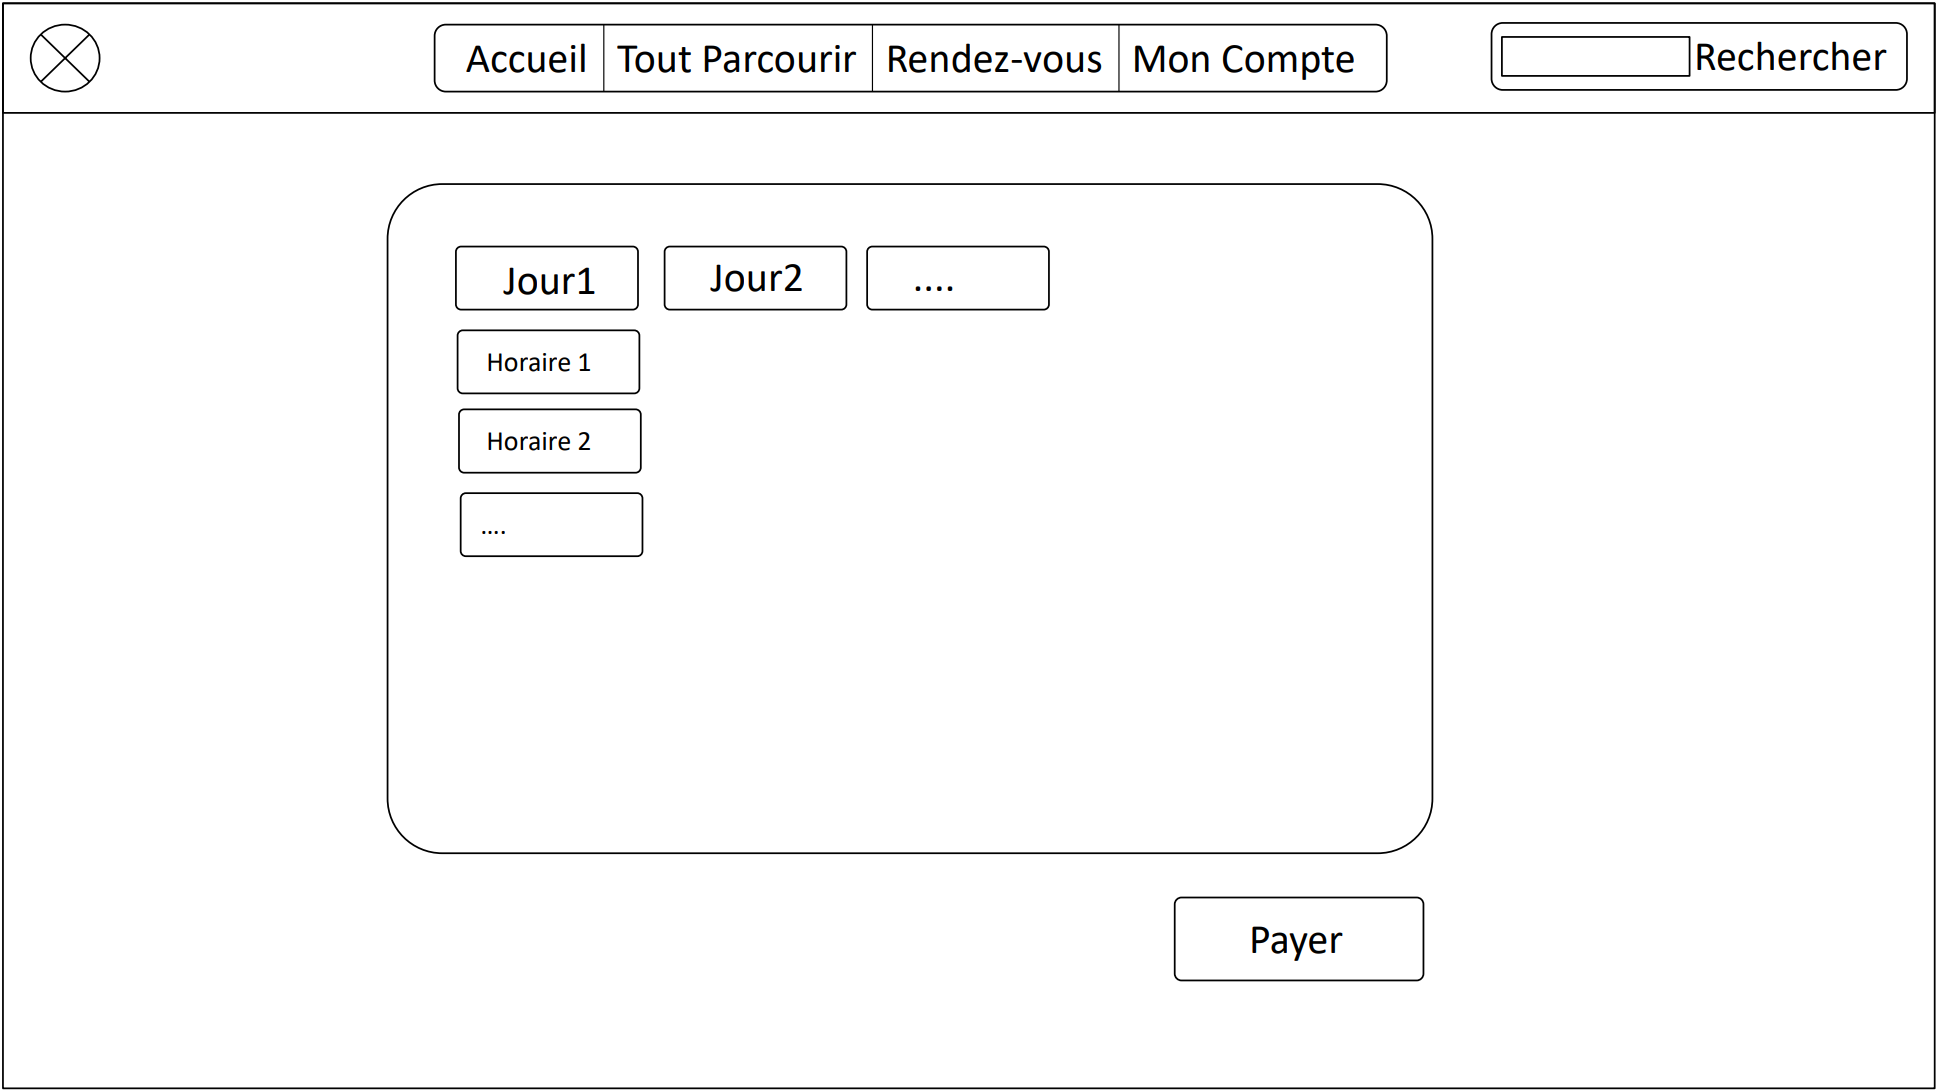 Accueil Tout Parcourir Rendez-vous Mon Compte Rechercher
Jour1 Jour2 ....
Horaire 1
Horaire 2
....
Payer